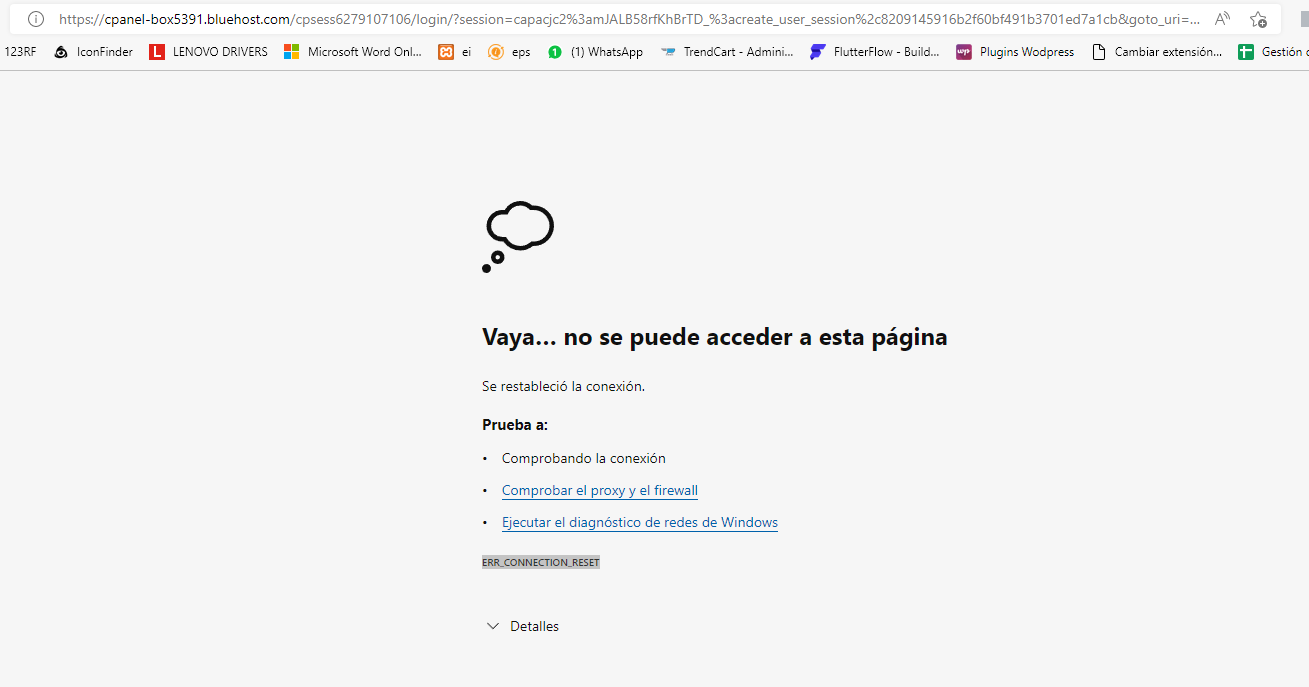 https://cpanel-box5391.bluehost.com/cpsess6279107106/login/?session=capacjc2%3amJALB58rfKhBrTD_%3acreate_user_session%2c8209145916b2f60bf491b3701ed7a1cb&goto_uri=...
123RF IconFinder L LENOVO DRIVERS Microsoft Word Onl... ei eps 1 (1) WhatsApp TrendCart - Admini... FlutterFlow - Build... wp Plugins Wodpress Cambiar extensión... Gestión
Vaya... no se puede acceder a esta página
Se restableció la conexión.
Prueba a:
• Comprobando la conexión
• Comprobar el proxy y el firewall
• Ejecutar el diagnóstico de redes de Windows
ERR_CONNECTION_RESET
Detalles